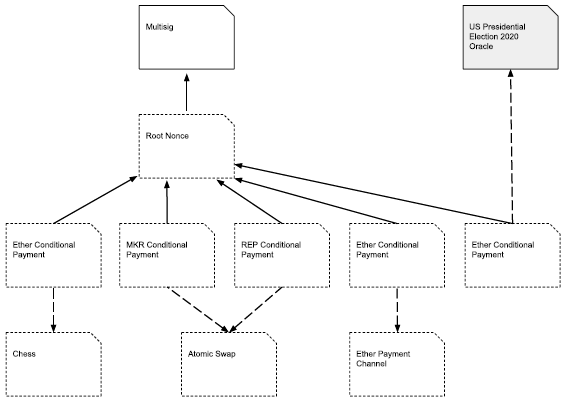 Multisig
US Presidential
Election 2020
Oracle
Root Nonce
Ether Conditional
Payment
MKR Conditional
Payment
REP Conditional
Payment
Ether Conditional
Payment
Ether Conditional
Payment
Chess
Atomic Swap
Ether Payment
Channel